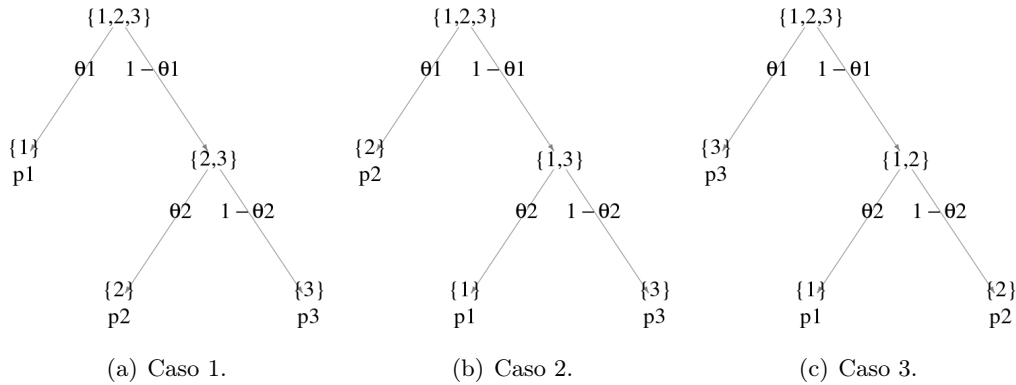 {1,2,3}
θ1 1−θ1
{1}
p1
{2,3}
θ2 1−θ2
{2}
p2
{3}
p3
(a) Caso 1.
{1,2,3}
θ1 1−θ1
{2}
p2
{1,3}
θ2 1−θ2
{1}
p1
{3}
p3
(b) Caso 2.
{1,2,3}
θ1 1−θ1
{3}
p3
{1,2}
θ2 1−θ2
{1}
p1
{2}
p2
(c) Caso 3.